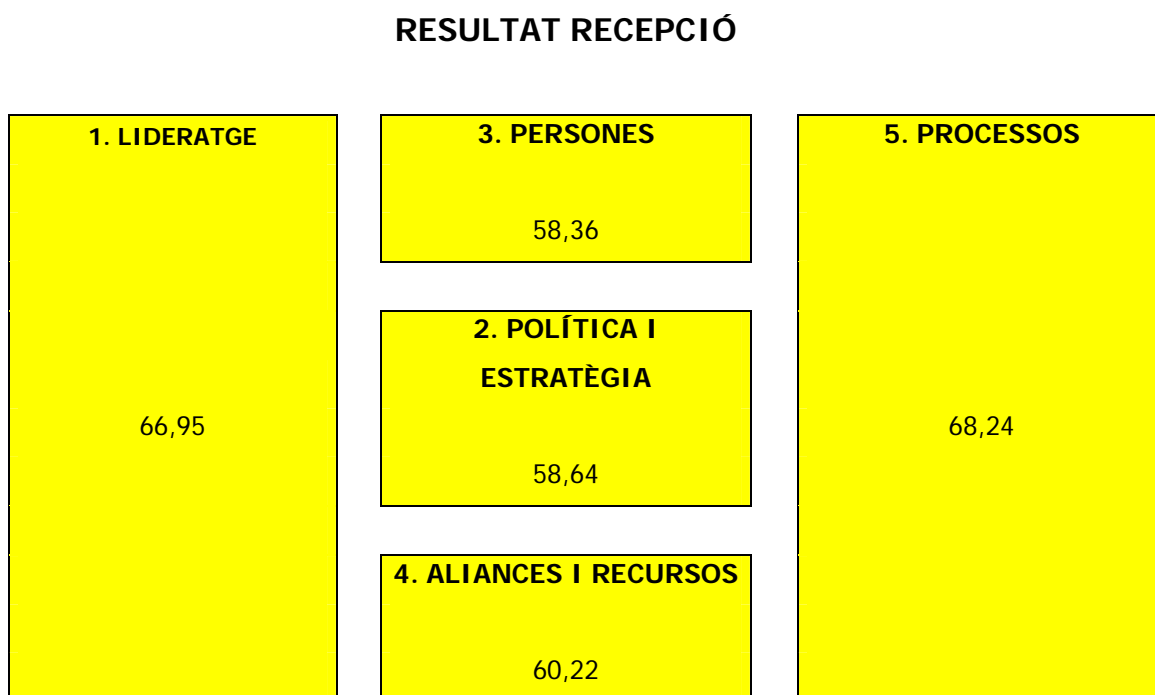 RESULTAT RECEPCIÓ
1. LIDERATGE
66,95
3. PERSONES
58,36
2. POLÍTICA I
ESTRATÈGIA
58,64
4. ALIANCES I RECURSOS
60,22
5. PROCESSOS
68,24